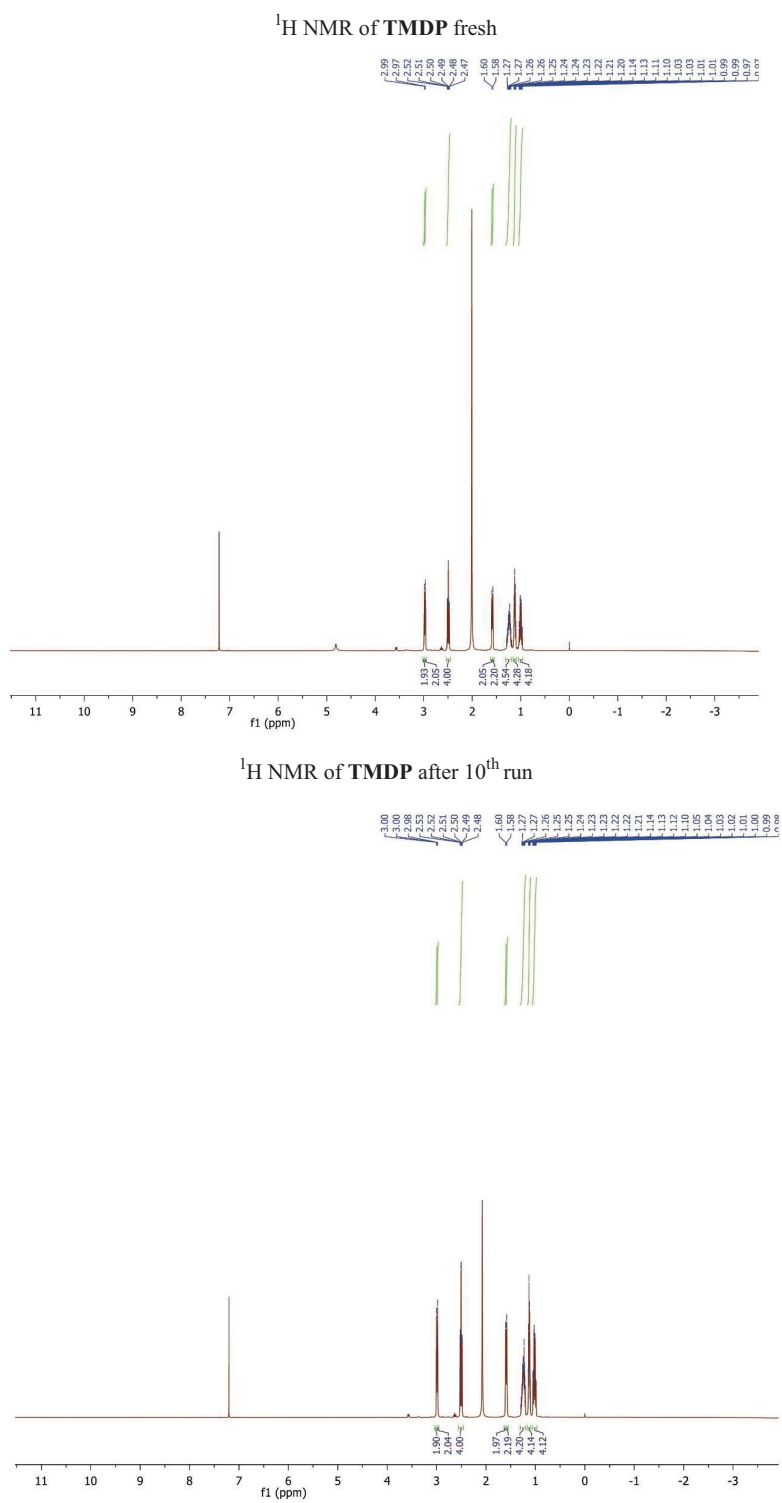 ¹H NMR of TMDP fresh
2.99 2.97 2.52 2.51 2.50 2.49 2.48 2.47 1.60 1.58 1.27 1.27 1.26 1.26 1.25 1.24 1.24 1.23 1.22 1.21 1.20 1.14 1.13 1.11 1.10 1.03 1.03 1.01 1.01 0.99 0.99 0.97
1.93 2.05 4.00 2.05 2.20 4.54 4.28 4.18
11 10 9 8 7 6 5 4 3 2 1 0 -1 -2 -3
f1 (ppm)
¹H NMR of TMDP after 10ᵗʰ run
3.00 3.00 2.98 2.53 2.52 2.51 2.50 2.49 2.48 1.60 1.58 1.27 1.27 1.26 1.25 1.25 1.24 1.23 1.23 1.22 1.22 1.21 1.14 1.13 1.12 1.10 1.05 1.04 1.03 1.02 1.01 1.00 0.99
1.90 2.04 4.00 1.97 2.19 4.20 4.14 4.12
11 10 9 8 7 6 5 4 3 2 1 0 -1 -2 -3
f1 (ppm)